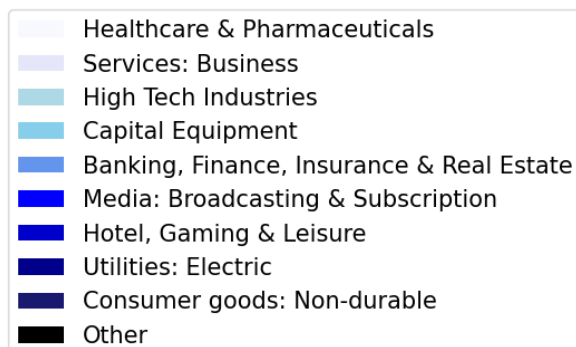 Healthcare & Pharmaceuticals
Services: Business
High Tech Industries
Capital Equipment
Banking, Finance, Insurance & Real Estate
Media: Broadcasting & Subscription
Hotel, Gaming & Leisure
Utilities: Electric
Consumer goods: Non-durable
Other